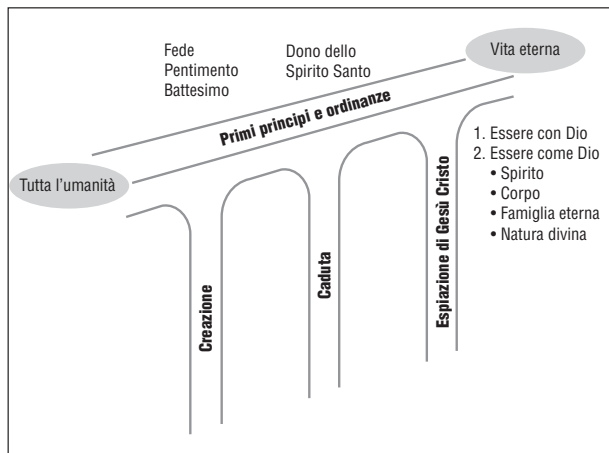 Fede
Pentimento
Battesimo
Dono dello
Spirito Santo
Vita eterna
Primi principi e ordinanze
Tutta l'umanità
1. Essere con Dio
2. Essere come Dio
• Spirito
• Corpo
• Famiglia eterna
• Natura divina
Creazione
Caduta
Espiazione di Gesù Cristo